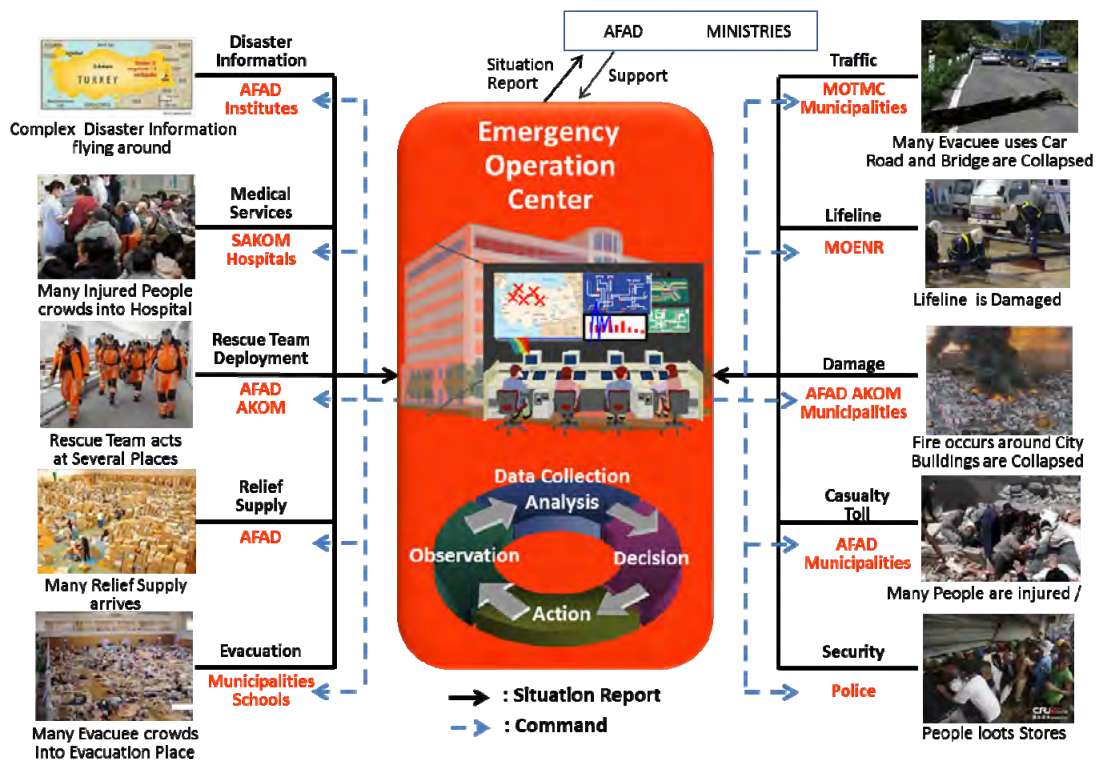 AFAD MINISTRIES
Situation
Report
Support
Disaster
Information
AFAD
Institutes
Complex Disaster Information
flying around
TURKEY
Medical
Services
SAKOM
Hospitals
Many Injured People
crowds into Hospital
Rescue Team
Deployment
AFAD
AKOM
Rescue Team acts
at Several Places
Relief
Supply
AFAD
Many Relief Supply
arrives
Evacuation
Municipalities
Schools
Many Evacuee crowds
Into Evacuation Place
Emergency
Operation
Center
Data Collection
Analysis
Observation
Decision
Action
: Situation Report
: Command
Traffic
MOTMC
Municipalities
Many Evacuee uses Car
Road and Bridge are Collapsed
Lifeline
MOENR
Lifeline is Damaged
Damage
AFAD AKOM
Municipalities
Fire occurs around City
Buildings are Collapsed
Casualty
Toll
AFAD
Municipalities
Many People are injured /
Security
Police
People loots Stores